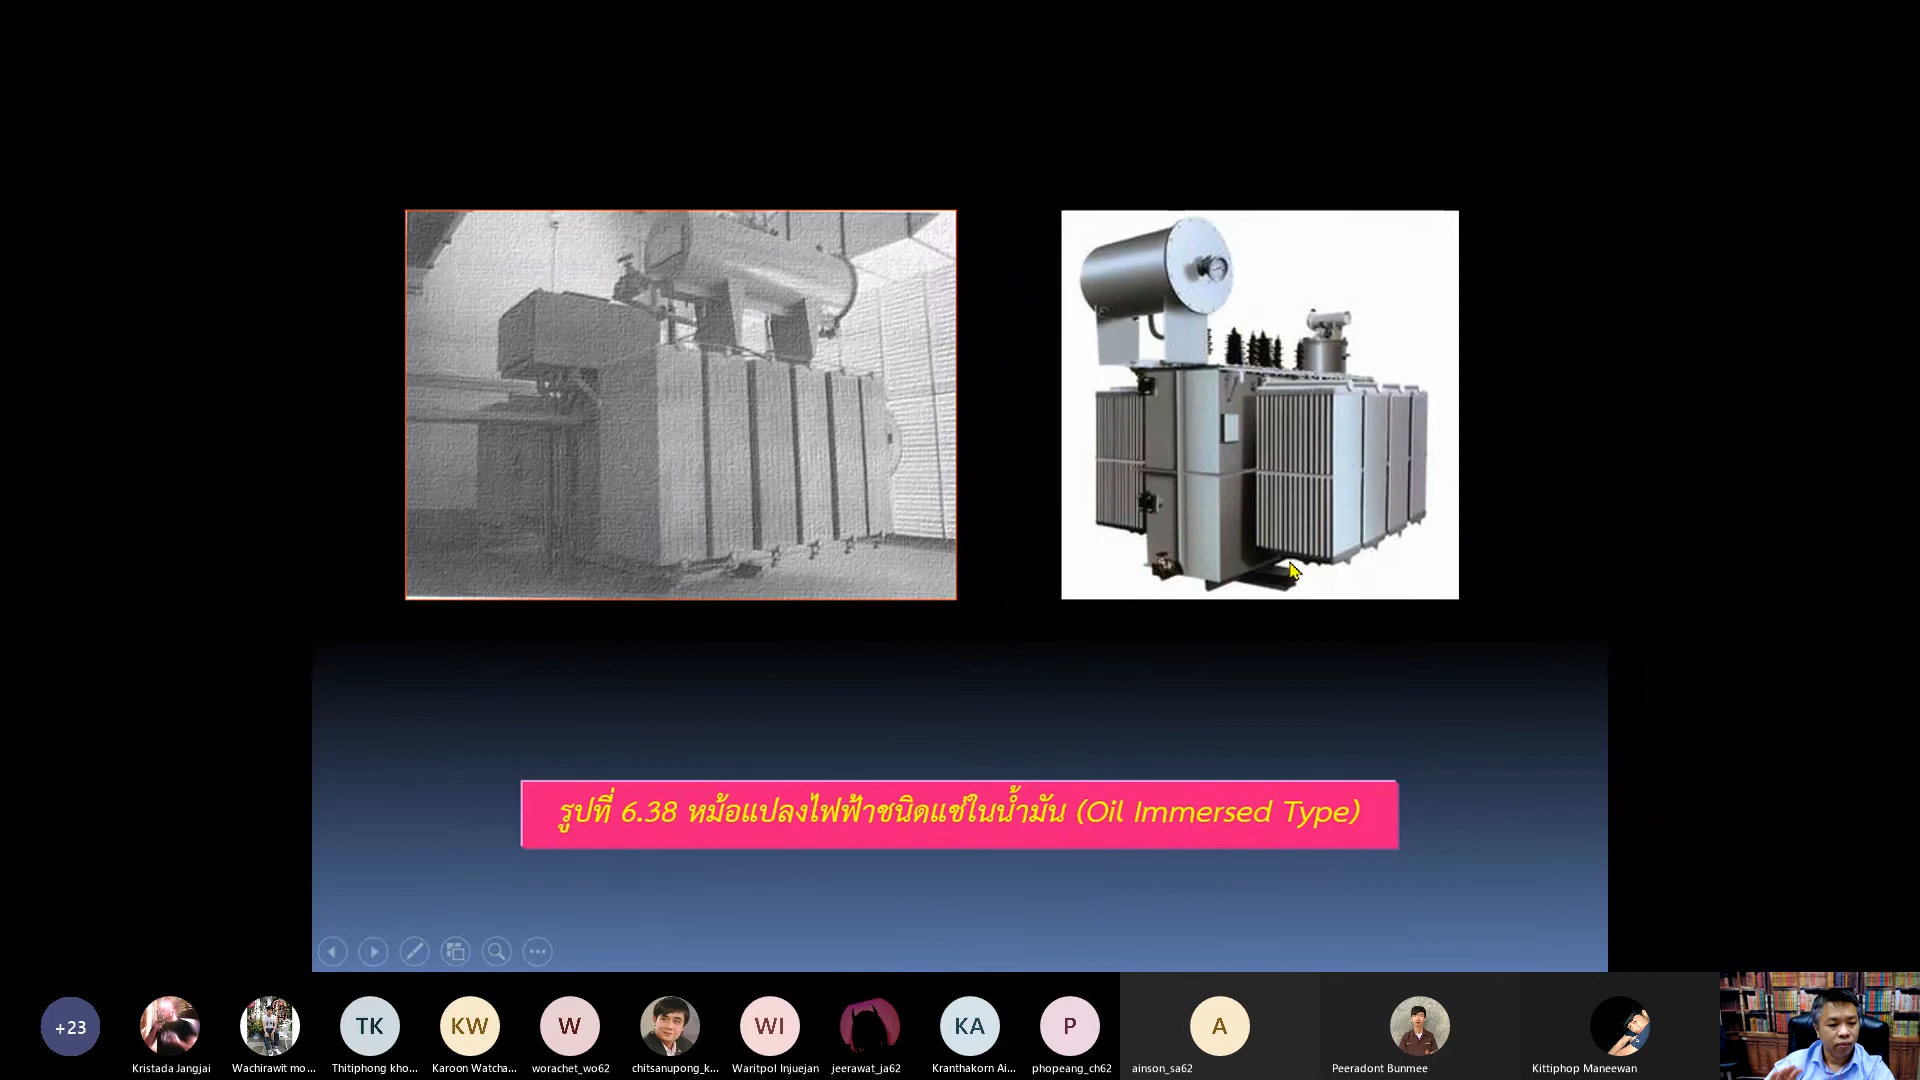 รูปที่ 6.38 หม้อแปลงไฟฟ้าชนิดแช่ในน้ำมัน (Oil Immersed Type)
+23
TK
KW
W
WI
KA
P
A
Kristada Jangjai
Wachirawit mo...
Thitiphong kho...
Karoon Watcha...
worachet_wo62
chitsanupong_k...
Waritpol Injuejan
jeerawat_ja62
Kranthakorn Ai...
phopeang_ch62
ainson_sa62
Peeradont Bunmee
Kittiphop Maneewan